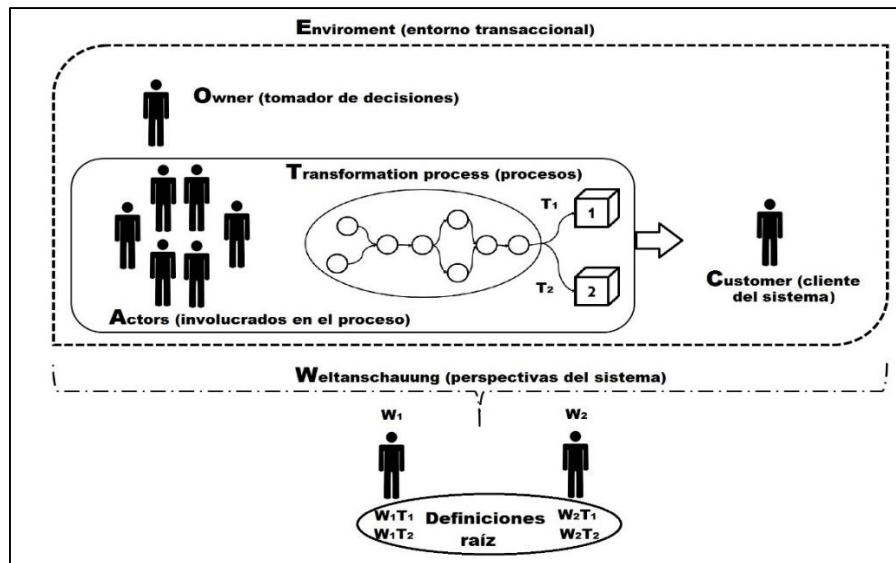 Enviroment (entorno transaccional)
Owner (tomador de decisiones)
Transformation process (procesos)
T₁
1
T₂
2
Actors (involucrados en el proceso)
Customer (cliente
del sistema)
Weltanschauung (perspectivas del sistema)
W₁
W₂
W₁T₁
W₁T₂
Definiciones
raíz
W₂T₁
W₂T₂